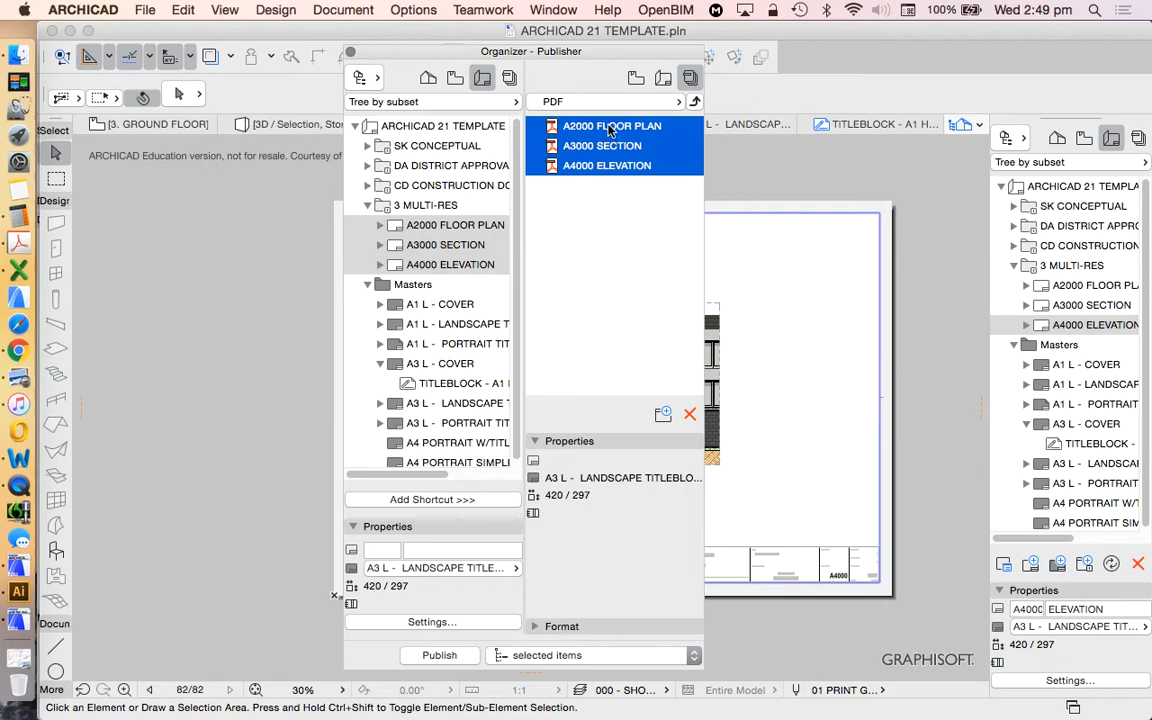 ARCHICAD File Edit View Design Document Options Teamwork Window Help OpenBIM 100% Wed 2:49 pm
ARCHICAD 21 TEMPLATE.pln
Organizer - Publisher
Tree by subset
PDF
[3. GROUND FLOOR]
[3D / Selection, Stor
L - LANDSCAP...
TITLEBLOCK - A1 H...
Select
ARCHICAD Education version, not for resale. Courtesy of
Design
Docun
More
ARCHICAD 21 TEMPLATE
SK CONCEPTUAL
DA DISTRICT APPROVA
CD CONSTRUCTION DO
3 MULTI-RES
A2000 FLOOR PLAN
A3000 SECTION
A4000 ELEVATION
Masters
A1 L - COVER
A1 L - LANDSCAPE T
A1 L - PORTRAIT TIT
A3 L - COVER
TITLEBLOCK - A1 I
A3 L - LANDSCAPE T
A3 L - PORTRAIT TIT
A4 PORTRAIT W/TITL
A4 PORTRAIT SIMPL
Add Shortcut >>>
Properties
A3 L - LANDSCAPE TITLE...
420 / 297
Settings...
Publish
selected items
A2000 FLOOR PLAN
A3000 SECTION
A4000 ELEVATION
Properties
A3 L - LANDSCAPE TITLEBLO...
420 / 297
Format
A4000
GRAPHISOFT.
Tree by subset
ARCHICAD 21 TEMPLA
SK CONCEPTUAL
DA DISTRICT APPROVA
CD CONSTRUCTION
3 MULTI-RES
A2000 FLOOR PL
A3000 SECTION
A4000 ELEVATION
Masters
A1 L - COVER
A1 L - LANDSCA
A1 L - PORTRAIT
A3 L - COVER
TITLEBLOCK -
A3 L - LANDSCA
A3 L - PORTRAIT
A4 PORTRAIT W/T
A4 PORTRAIT SIM
Properties
A4000 ELEVATION
A3 L - LANDSCAPE TIT...
420 / 297
Settings...
82/82 30% 0.00° 1:1 000 - SHO... Entire Model 01 PRINT G...
Click an Element or Draw a Selection Area. Press and Hold Ctrl+Shift to Toggle Element/Sub-Element Selection.